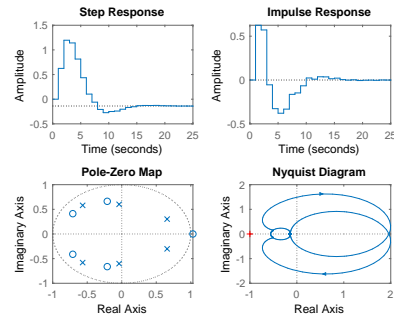 Step Response
Amplitude
1.5
1
0.5
0
-0.5
0 5 10 15 20 25
Time (seconds)
Impulse Response
Amplitude
0.5
0
-0.5
0 5 10 15 20 25
Time (seconds)
Pole-Zero Map
Imaginary Axis
1
0.5
0
-0.5
-1
-1 -0.5 0 0.5 1
Real Axis
Nyquist Diagram
Imaginary Axis
2
1
0
-1
-2
-1 0 1 2
Real Axis